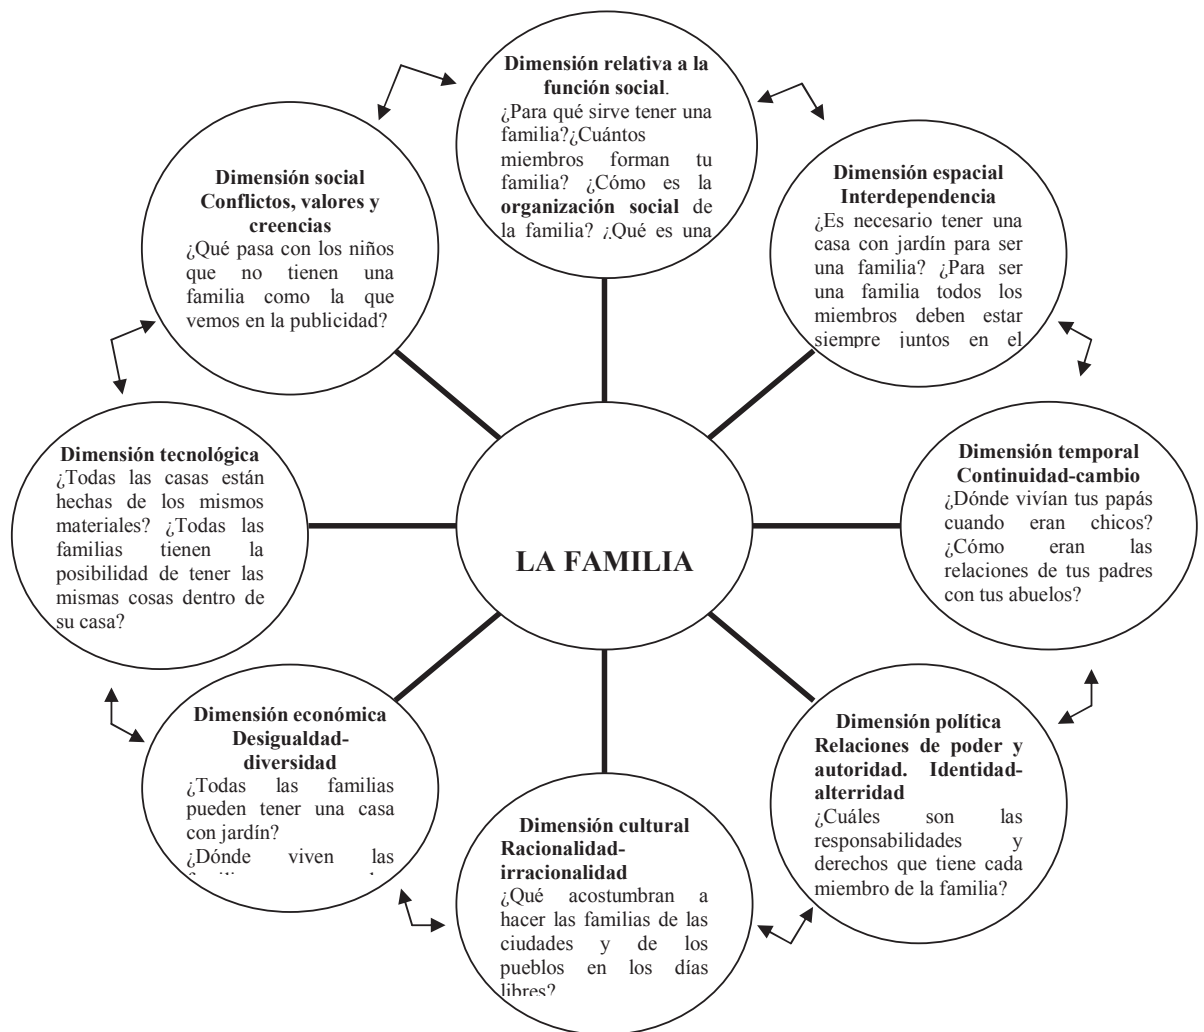 Dimensión relativa a la
función social.
¿Para qué sirve tener una
familia?¿Cuántos
miembros forman tu
familia? ¿Cómo es la
organización social de
la familia? ¿Qué es una
Dimensión espacial
Interdependencia
¿Es necesario tener una
casa con jardín para ser
una familia? ¿Para ser
una familia todos los
miembros deben estar
siempre juntos en el
Dimensión temporal
Continuidad-cambio
¿Dónde vivían tus papás
cuando eran chicos?
¿Cómo eran las
relaciones de tus padres
con tus abuelos?
Dimensión política
Relaciones de poder y
autoridad. Identidad-
alterridad
¿Cuáles son las
responsabilidades y
derechos que tiene cada
miembro de la familia?
Dimensión cultural
Racionalidad-
irracionalidad
¿Qué acostumbran a
hacer las familias de las
ciudades y de los
pueblos en los días
libres?
Dimensión económica
Desigualdad-
diversidad
¿Todas las familias
pueden tener una casa
con jardín?
¿Dónde viven las
Dimensión tecnológica
¿Todas las casas están
hechas de los mismos
materiales? ¿Todas las
familias tienen la
posibilidad de tener las
mismas cosas dentro de
su casa?
Dimensión social
Conflictos, valores y
creencias
¿Qué pasa con los niños
que no tienen una
familia como la que
vemos en la publicidad?
LA FAMILIA